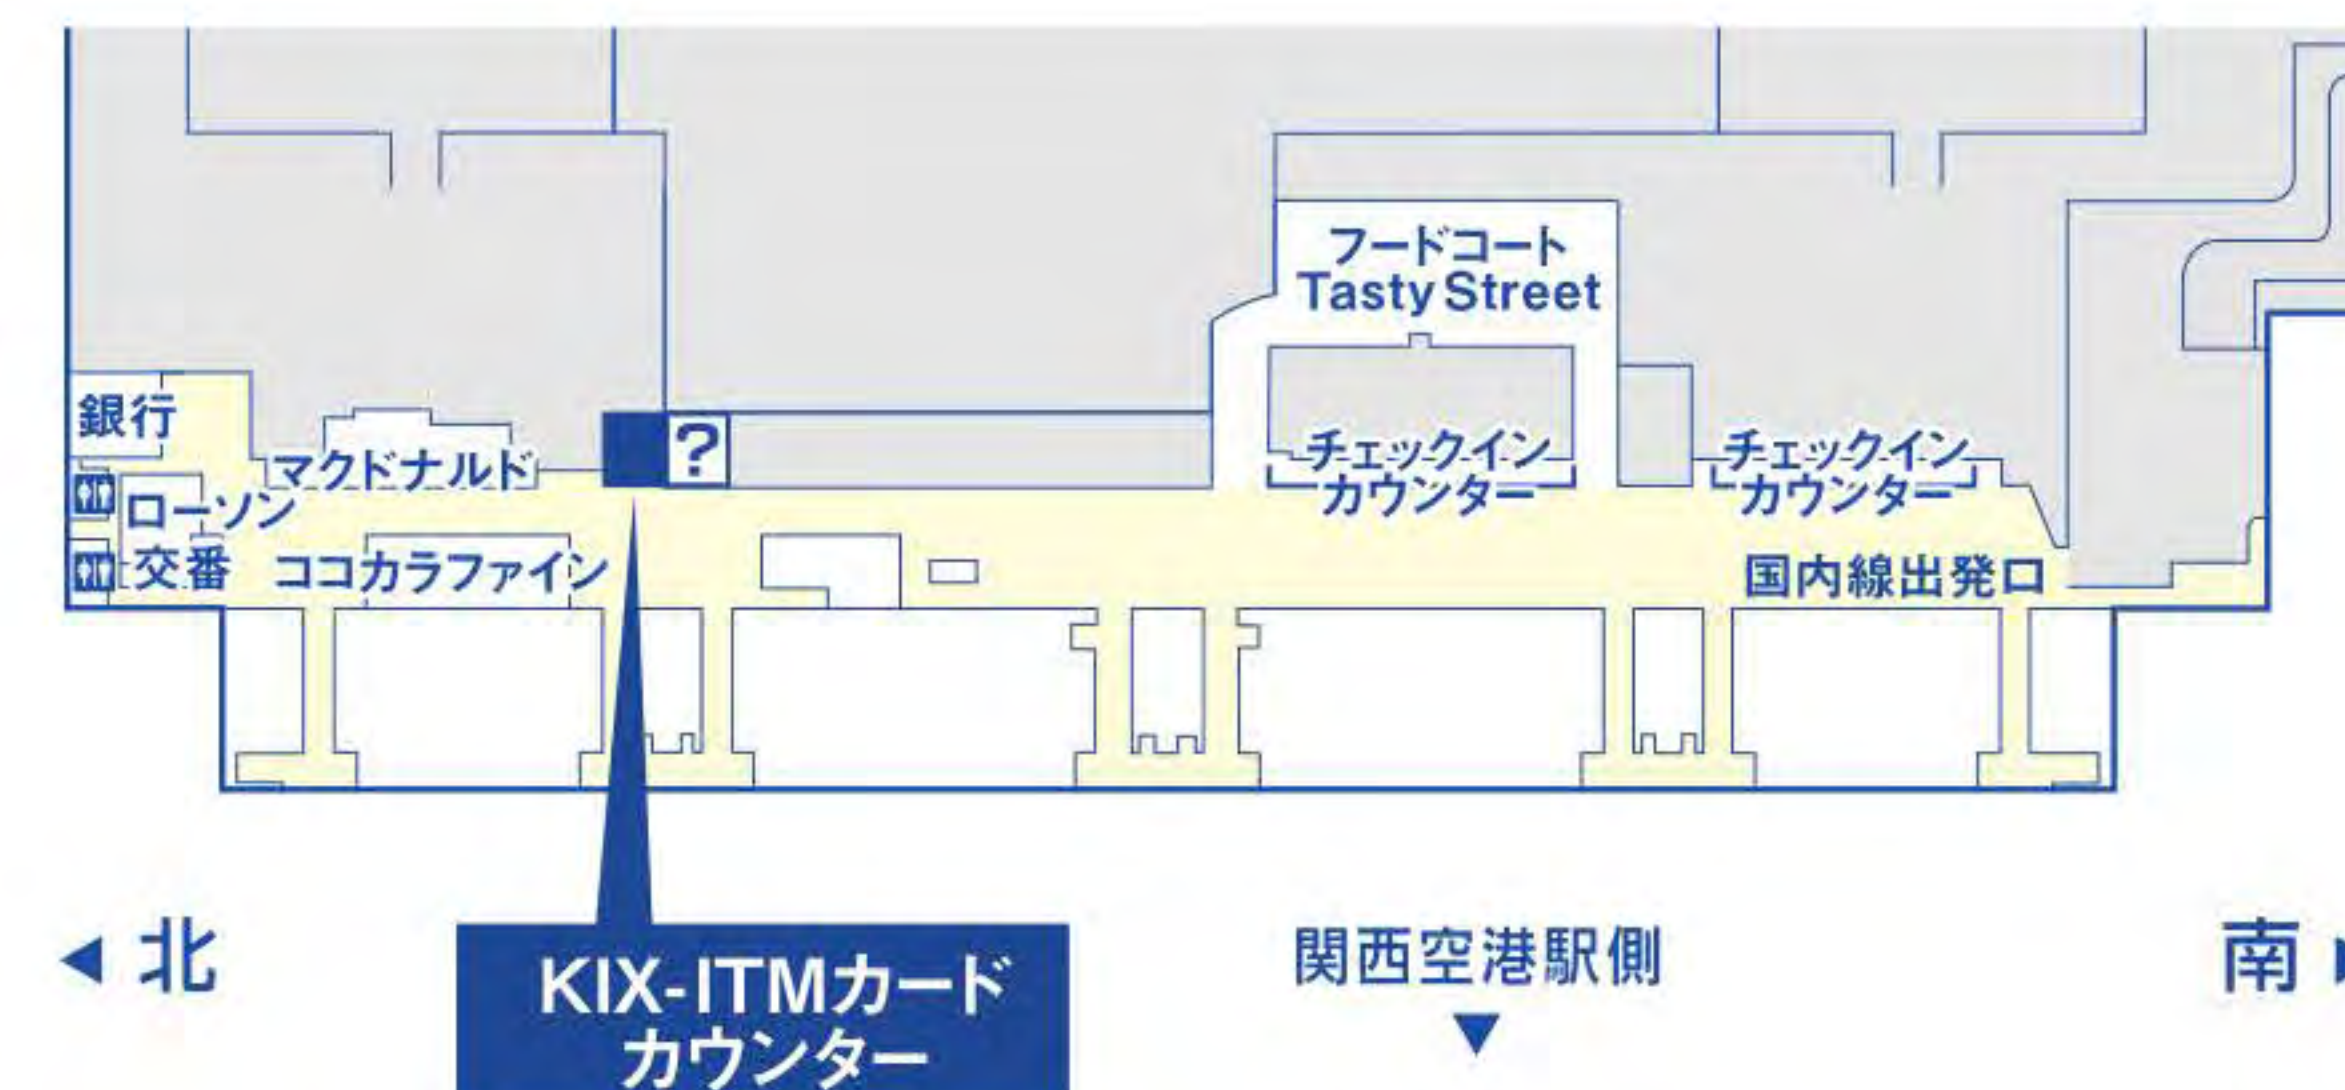 フードコート
Tasty Street
銀行
マクドナルド
?
チェックイン
カウンター
チェックイン
カウンター
ローソン
交番
ココカラファイン
国内線出発口
北
関西空港駅側
南
KIX-ITMカード
カウンター